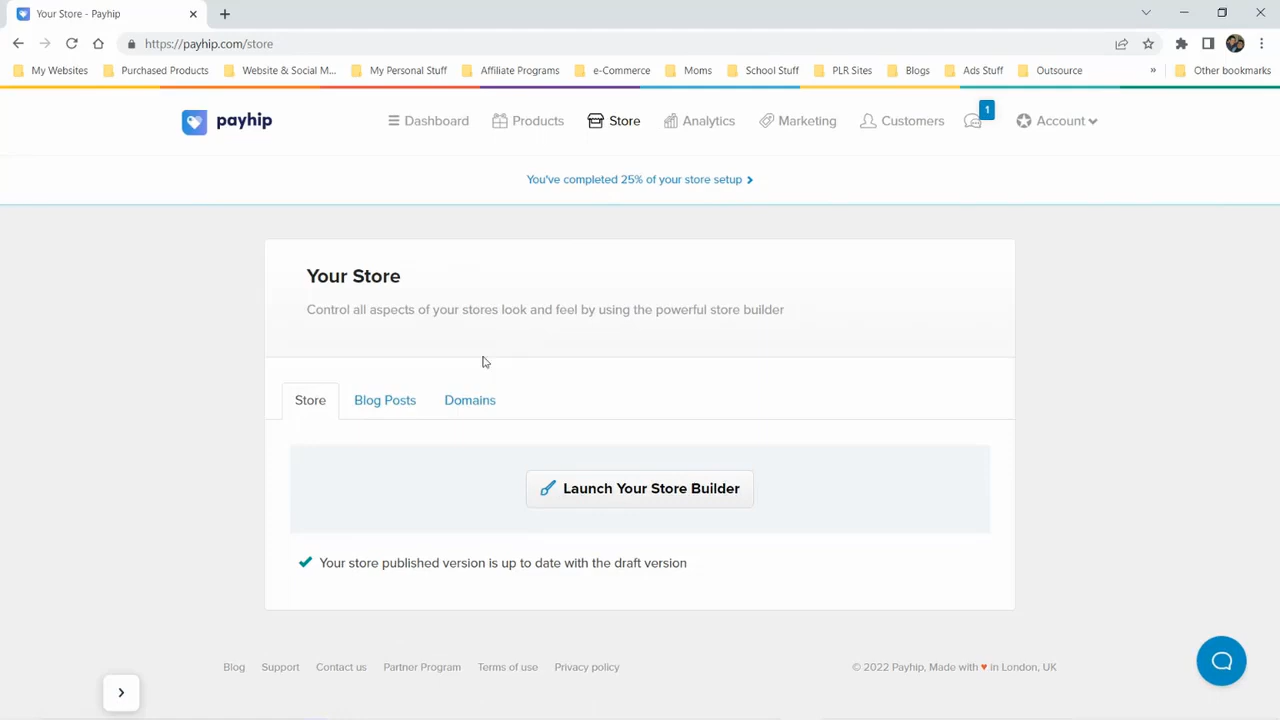 Your Store - Payhip
https://payhip.com/store
My Websites Purchased Products Website & Social M... My Personal Stuff Affiliate Programs e-Commerce Moms School Stuff PLR Sites Blogs Ads Stuff Outsource » Other bookmarks
payhip Dashboard Products Store Analytics Marketing Customers 1 Account
You've completed 25% of your store setup
Your Store
Control all aspects of your stores look and feel by using the powerful store builder
Store Blog Posts Domains
Launch Your Store Builder
Your store published version is up to date with the draft version
Blog Support Contact us Partner Program Terms of use Privacy policy © 2022 Payhip, Made with ♥ in London, UK